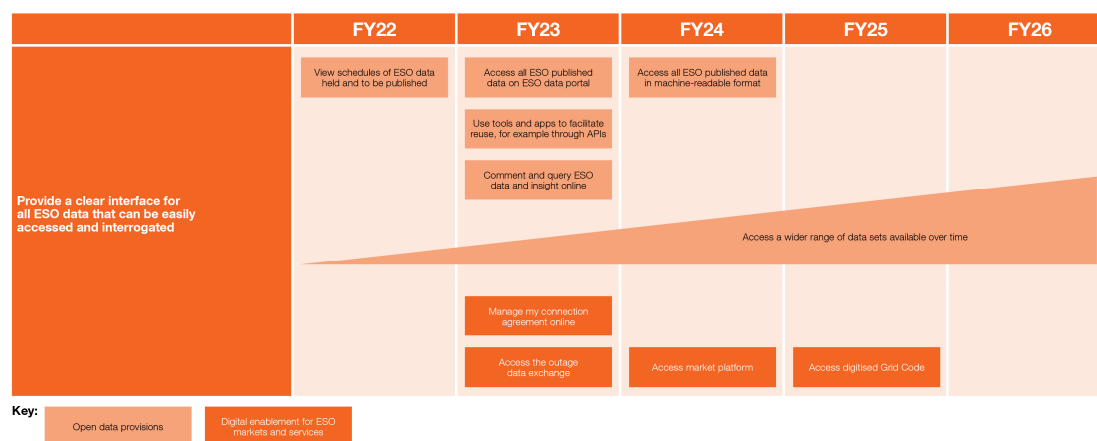 FY22
FY23
FY24
FY25
FY26
Provide a clear interface for
all ESO data that can be easily
accessed and interrogated
View schedules of ESO data
held and to be published
Access all ESO published
data on ESO data portal
Access all ESO published data
in machine-readable format
Use tools and apps to facilitate
reuse, for example through APIs
Comment and query ESO
data and insight online
Access a wider range of data sets available over time
Manage my connection
agreement online
Access the outage
data exchange
Access market platform
Access digitised Grid Code
Key:
Open data provisions
Digital enablement for ESO
markets and services